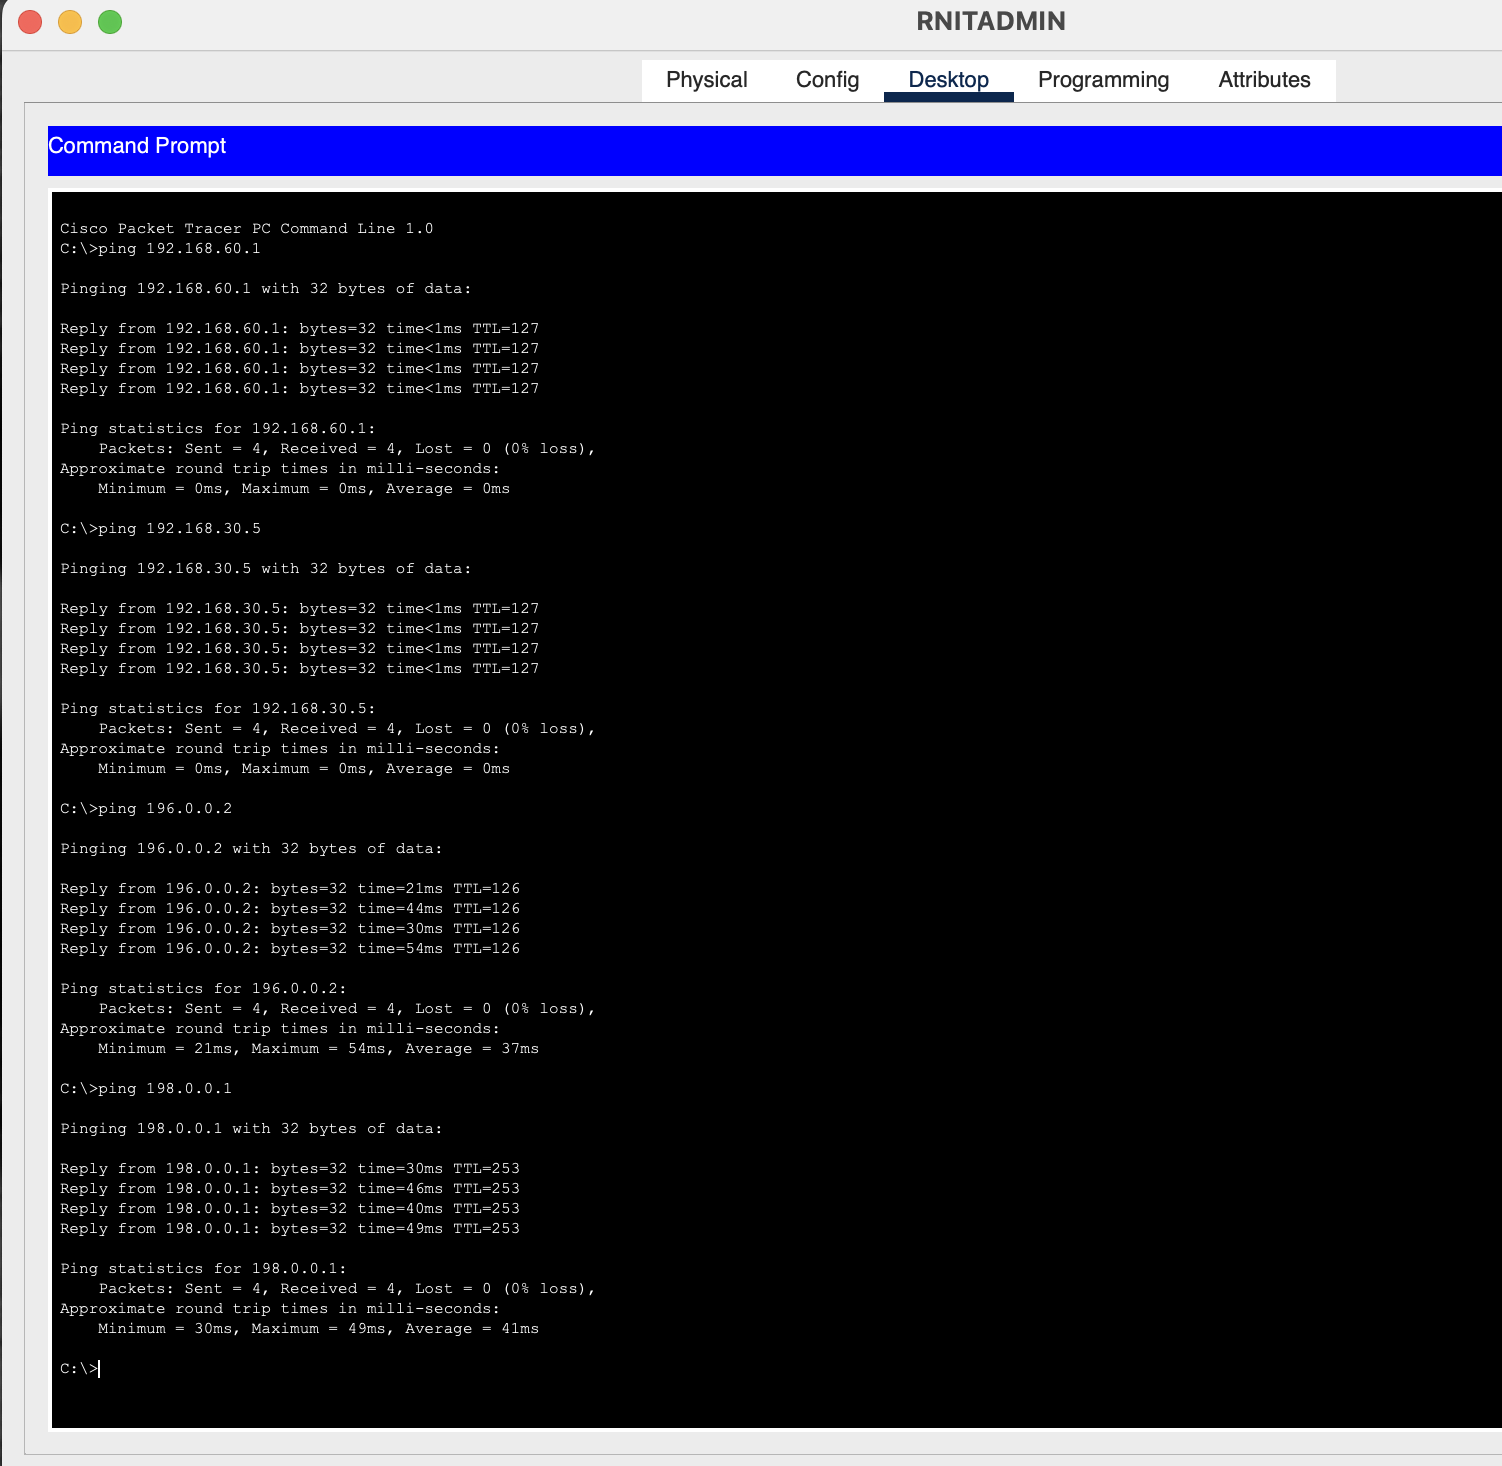 RNITADMIN
Physical Config Desktop Programming Attributes
Command Prompt
Cisco Packet Tracer PC Command Line 1.0
C:\>ping 192.168.60.1
Pinging 192.168.60.1 with 32 bytes of data:
Reply from 192.168.60.1: bytes=32 time<1ms TTL=127
Reply from 192.168.60.1: bytes=32 time<1ms TTL=127
Reply from 192.168.60.1: bytes=32 time<1ms TTL=127
Reply from 192.168.60.1: bytes=32 time<1ms TTL=127
Ping statistics for 192.168.60.1:
    Packets: Sent = 4, Received = 4, Lost = 0 (0% loss),
Approximate round trip times in milli-seconds:
    Minimum = 0ms, Maximum = 0ms, Average = 0ms
C:\>ping 192.168.30.5
Pinging 192.168.30.5 with 32 bytes of data:
Reply from 192.168.30.5: bytes=32 time<1ms TTL=127
Reply from 192.168.30.5: bytes=32 time<1ms TTL=127
Reply from 192.168.30.5: bytes=32 time<1ms TTL=127
Reply from 192.168.30.5: bytes=32 time<1ms TTL=127
Ping statistics for 192.168.30.5:
    Packets: Sent = 4, Received = 4, Lost = 0 (0% loss),
Approximate round trip times in milli-seconds:
    Minimum = 0ms, Maximum = 0ms, Average = 0ms
C:\>ping 196.0.0.2
Pinging 196.0.0.2 with 32 bytes of data:
Reply from 196.0.0.2: bytes=32 time=21ms TTL=126
Reply from 196.0.0.2: bytes=32 time=44ms TTL=126
Reply from 196.0.0.2: bytes=32 time=30ms TTL=126
Reply from 196.0.0.2: bytes=32 time=54ms TTL=126
Ping statistics for 196.0.0.2:
    Packets: Sent = 4, Received = 4, Lost = 0 (0% loss),
Approximate round trip times in milli-seconds:
    Minimum = 21ms, Maximum = 54ms, Average = 37ms
C:\>ping 198.0.0.1
Pinging 198.0.0.1 with 32 bytes of data:
Reply from 198.0.0.1: bytes=32 time=30ms TTL=253
Reply from 198.0.0.1: bytes=32 time=46ms TTL=253
Reply from 198.0.0.1: bytes=32 time=40ms TTL=253
Reply from 198.0.0.1: bytes=32 time=49ms TTL=253
Ping statistics for 198.0.0.1:
    Packets: Sent = 4, Received = 4, Lost = 0 (0% loss),
Approximate round trip times in milli-seconds:
    Minimum = 30ms, Maximum = 49ms, Average = 41ms
C:\>